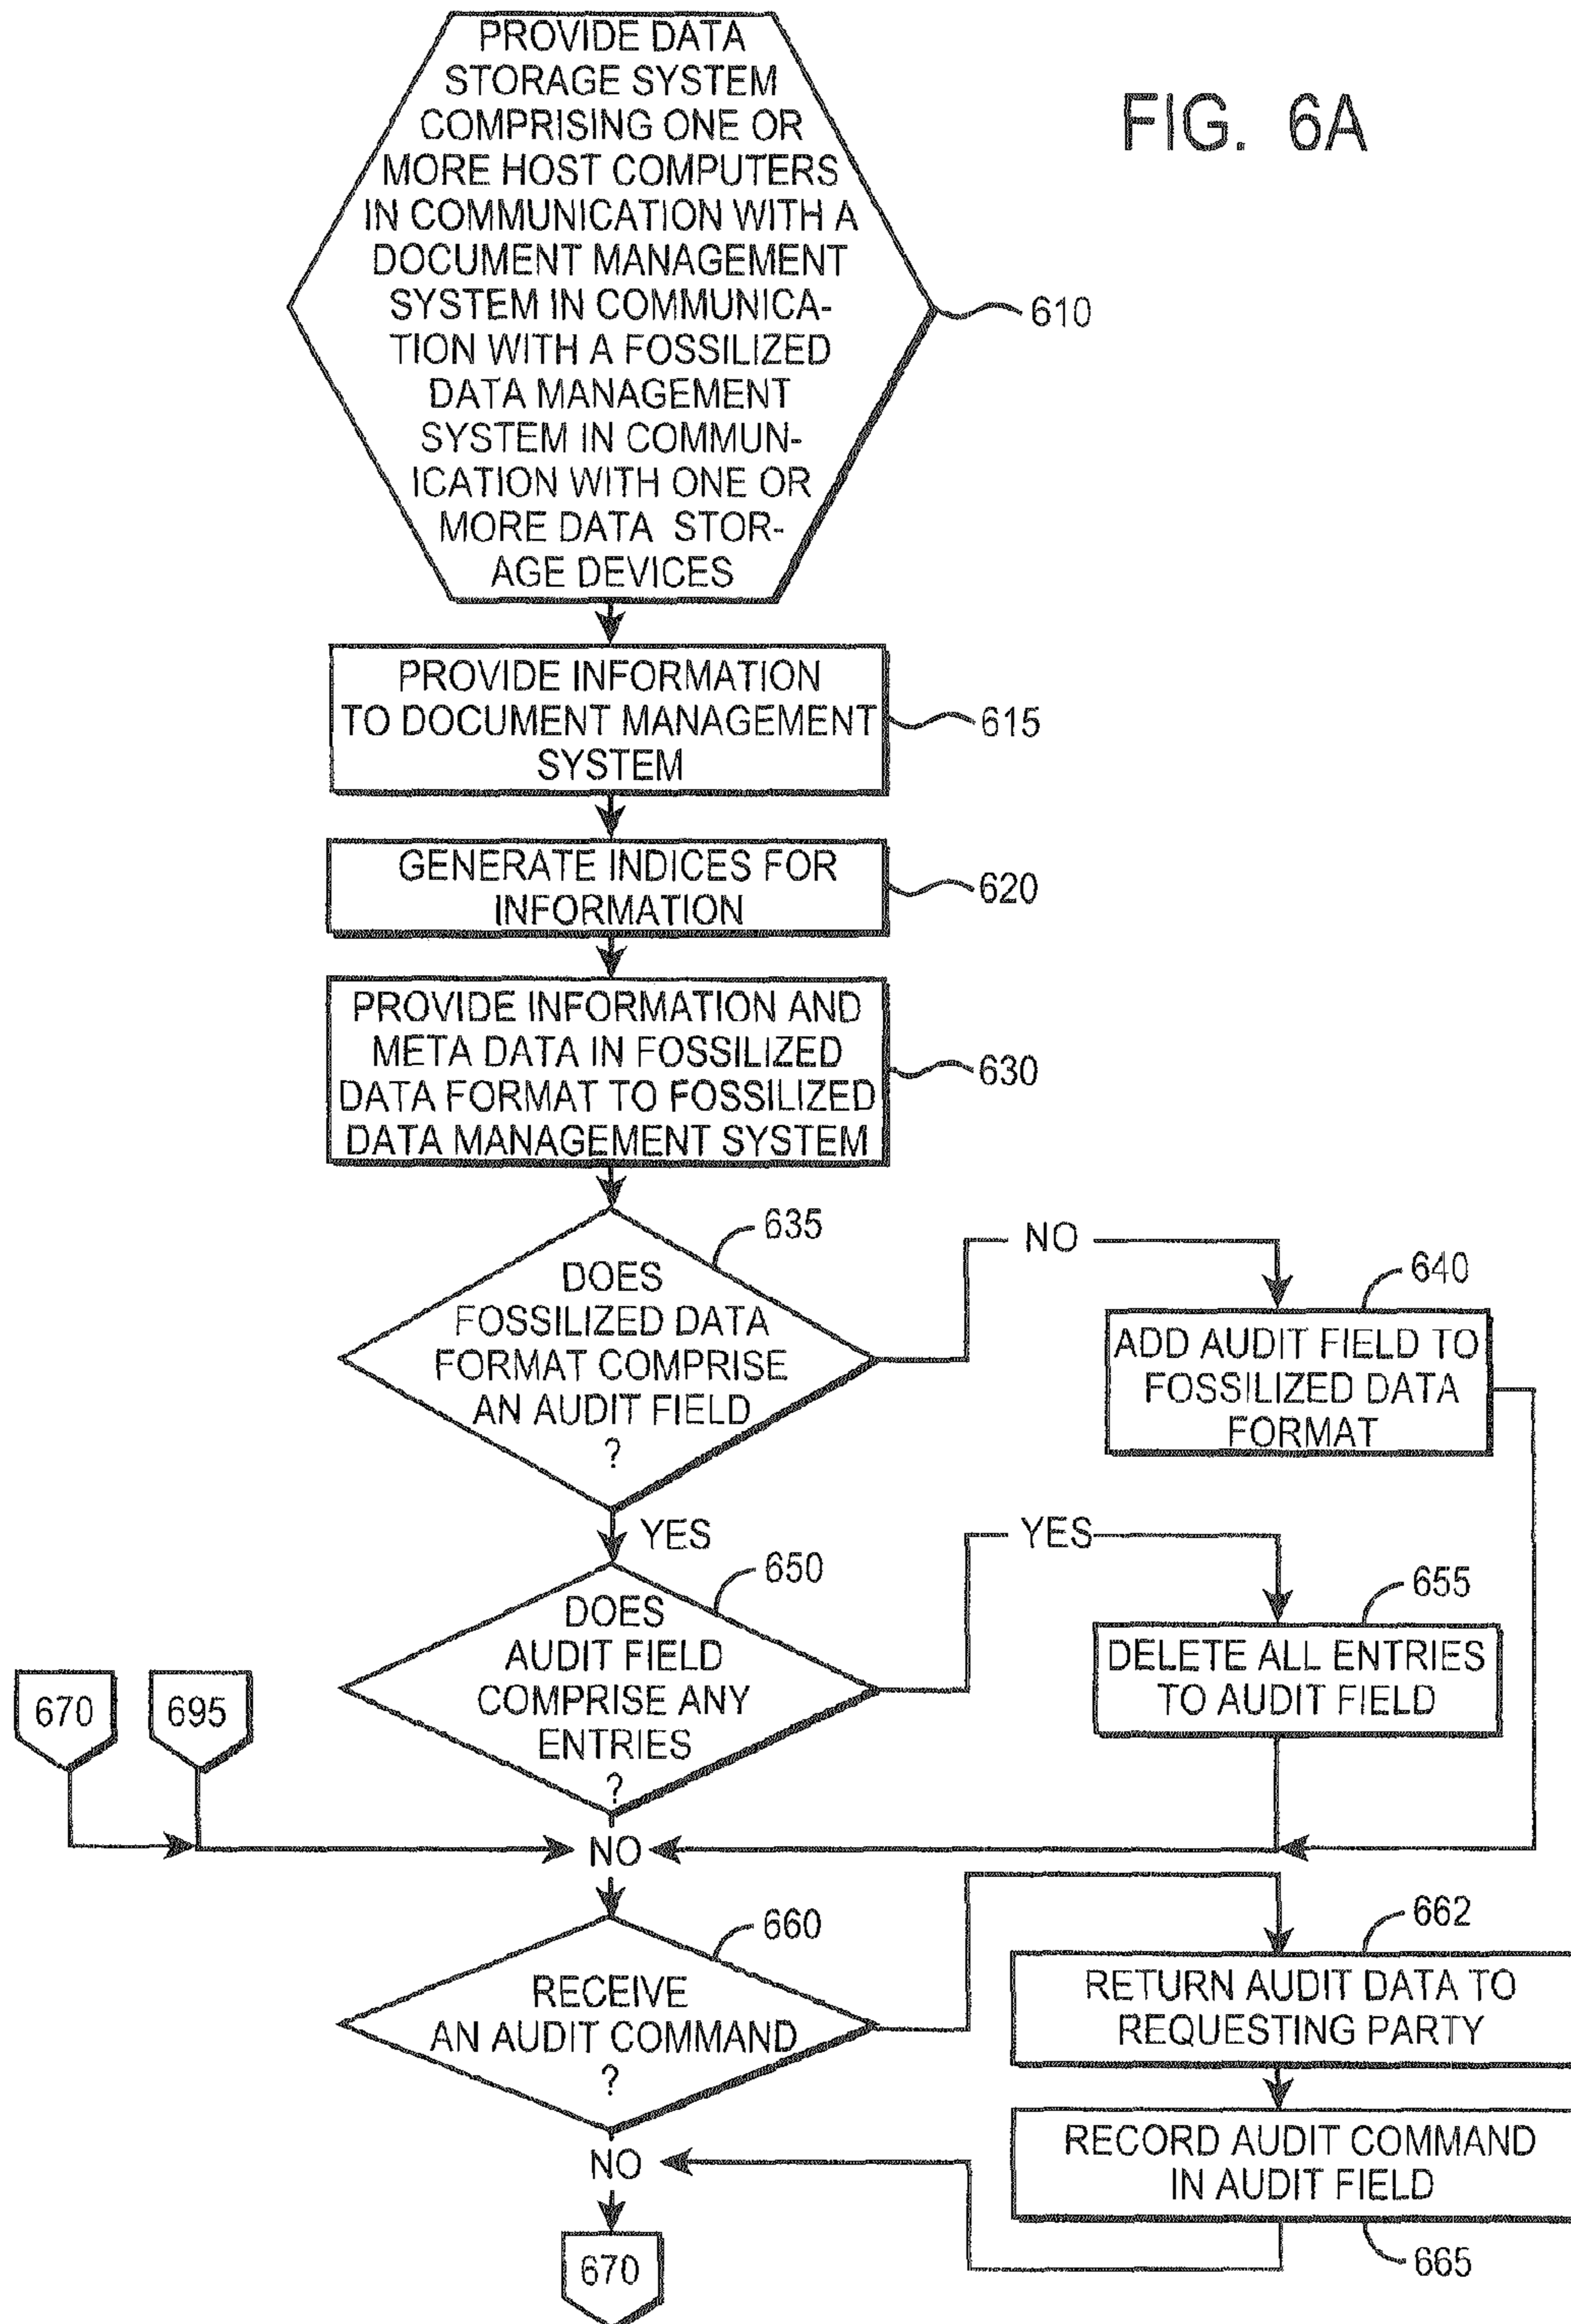 FIG. 6A
PROVIDE DATA
STORAGE SYSTEM
COMPRISING ONE OR
MORE HOST COMPUTERS
IN COMMUNICATION WITH A
DOCUMENT MANAGEMENT
SYSTEM IN COMMUNICA-
TION WITH A FOSSILIZED
DATA MANAGEMENT
SYSTEM IN COMMUN-
ICATION WITH ONE OR
MORE DATA STOR-
AGE DEVICES
610
PROVIDE INFORMATION
TO DOCUMENT MANAGEMENT
SYSTEM
615
GENERATE INDICES FOR
INFORMATION
620
PROVIDE INFORMATION AND
META DATA IN FOSSILIZED
DATA FORMAT TO FOSSILIZED
DATA MANAGEMENT SYSTEM
630
635
DOES
FOSSILIZED DATA
FORMAT COMPRISE
AN AUDIT FIELD
?
NO
640
ADD AUDIT FIELD TO
FOSSILIZED DATA
FORMAT
YES
650
DOES
AUDIT FIELD
COMPRISE ANY
ENTRIES
?
YES
655
DELETE ALL ENTRIES
TO AUDIT FIELD
670
695
NO
660
RECEIVE
AN AUDIT COMMAND
?
662
RETURN AUDIT DATA TO
REQUESTING PARTY
RECORD AUDIT COMMAND
IN AUDIT FIELD
665
NO
670